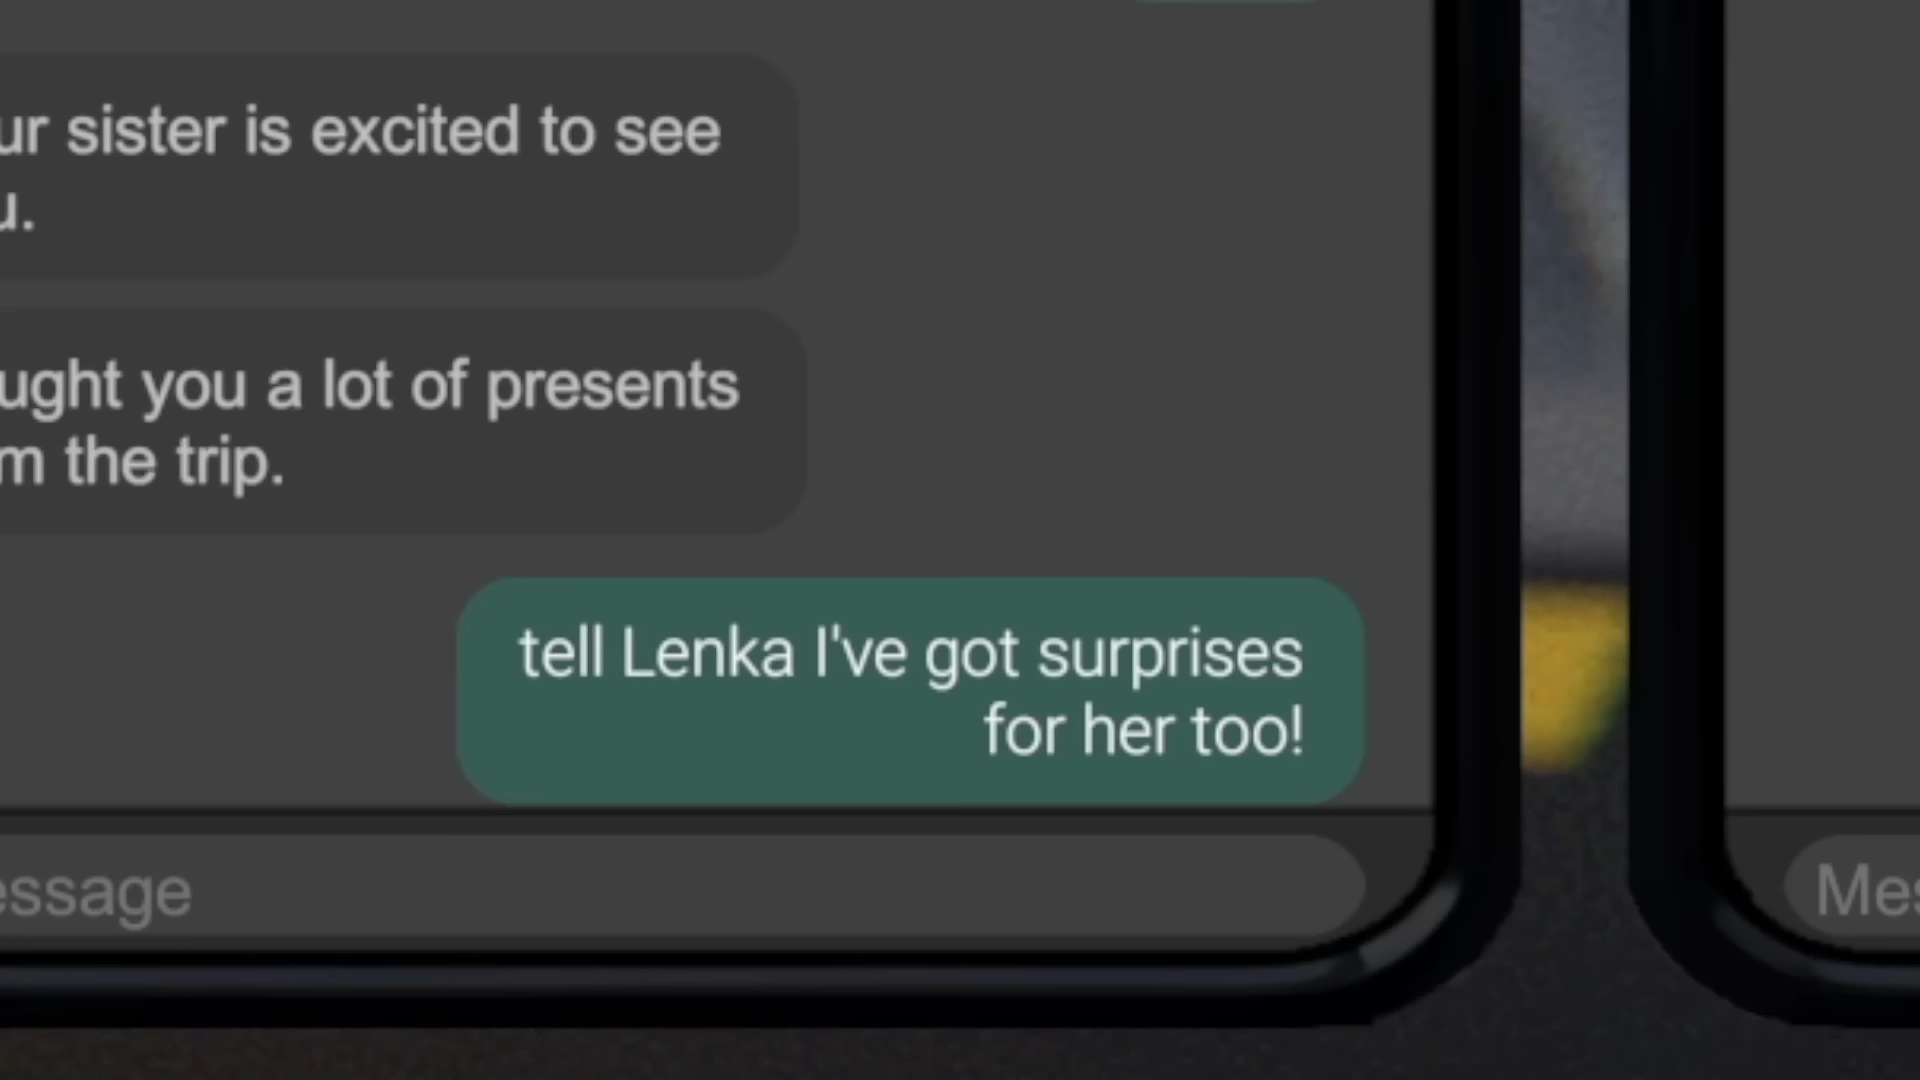 ur sister is excited to see
u.
ught you a lot of presents
m the trip.
tell Lenka I've got surprises
for her too!
essage
Mes